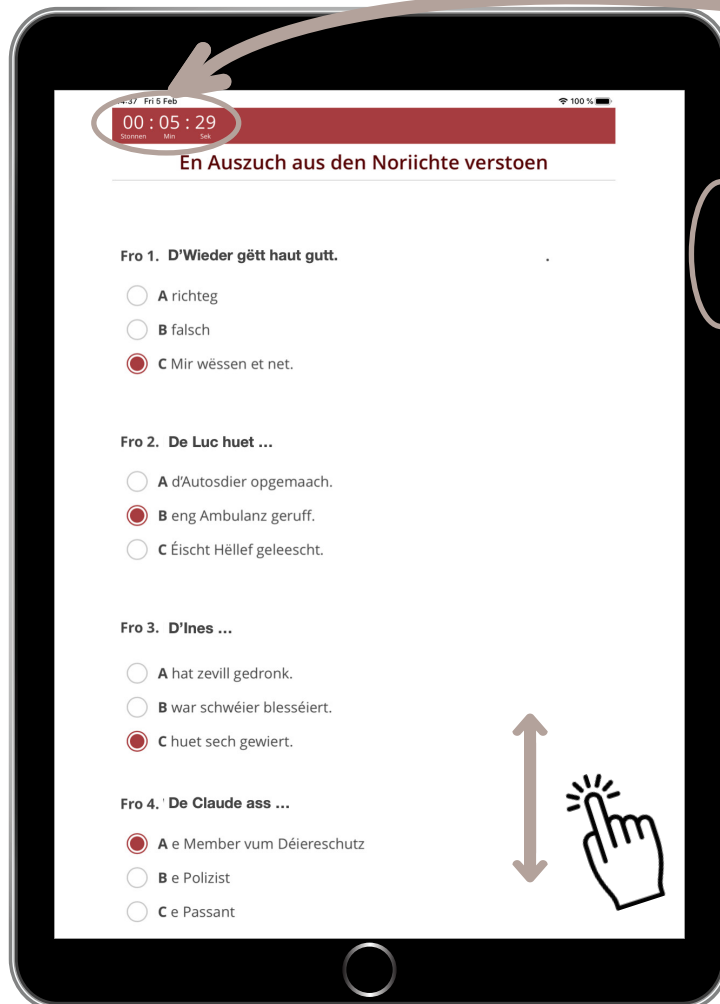 Fri 5 Feb
100 %
00 : 05 : 29
Stonnen Min Sek
En Auszuch aus den Noriichte verstoen
Fro 1. D'Wieder gëtt haut gutt. .
A richteg
B falsch
C Mir wëssen et net.
Fro 2. De Luc huet ...
A d'Autosdier opgemaach.
B eng Ambulanz geruff.
C Éischt Hëllef geleescht.
Fro 3. D'Ines ...
A hat zevill gedronk.
B war schwéier blesséiert.
C huet sech gewiert.
Fro 4. ' De Claude ass ...
A e Member vum Déiereschutz
B e Polizist
C e Passant